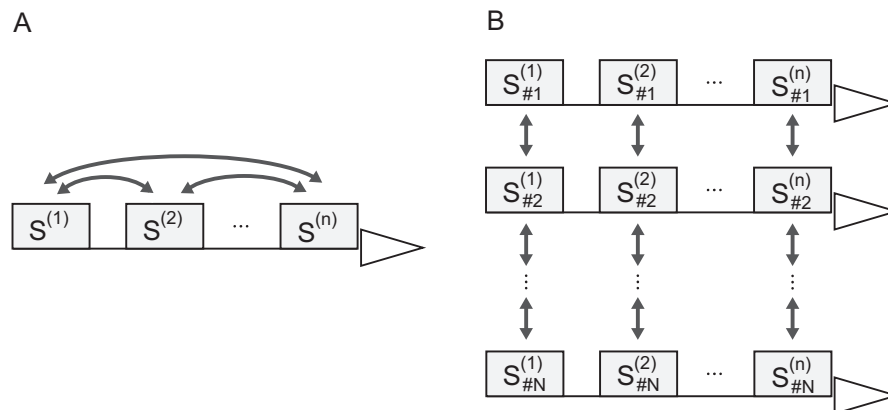 A
S(1) S(2) ... S(n)
B
S(1)#1 S(2)#1 ... S(n)#1
S(1)#2 S(2)#2 ... S(n)#2
⋮ ⋮ ⋮
S(1)#N S(2)#N ... S(n)#N